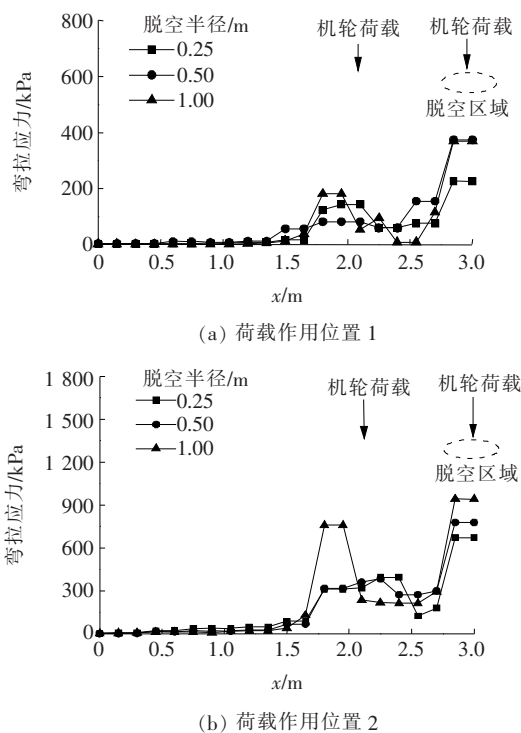 脱空半径/m
0.25
0.50
1.00
机轮荷载
机轮荷载
脱空区域
弯拉应力/kPa
800
600
400
200
0
0
0.5
1.0
1.5
2.0
2.5
3.0
x/m
(a) 荷载作用位置 1
脱空半径/m
0.25
0.50
1.00
机轮荷载
机轮荷载
脱空区域
弯拉应力/kPa
1 800
1 500
1 200
900
600
300
0
0
0.5
1.0
1.5
2.0
2.5
3.0
x/m
(b) 荷载作用位置 2